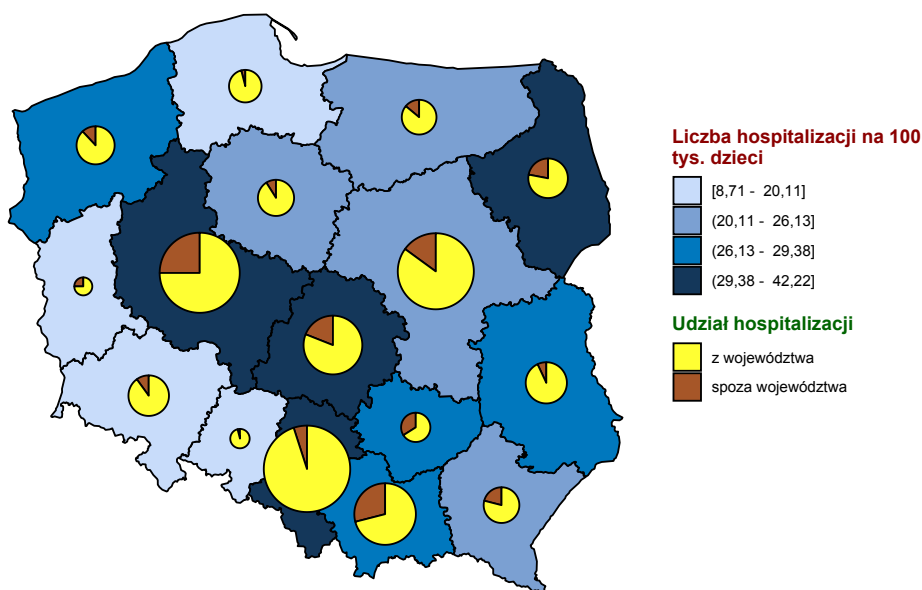 Liczba hospitalizacji na 100
tys. dzieci
[8,71 - 20,11]
(20,11 - 26,13]
(26,13 - 29,38]
(29,38 - 42,22]
Udział hospitalizacji
z województwa
spoza województwa